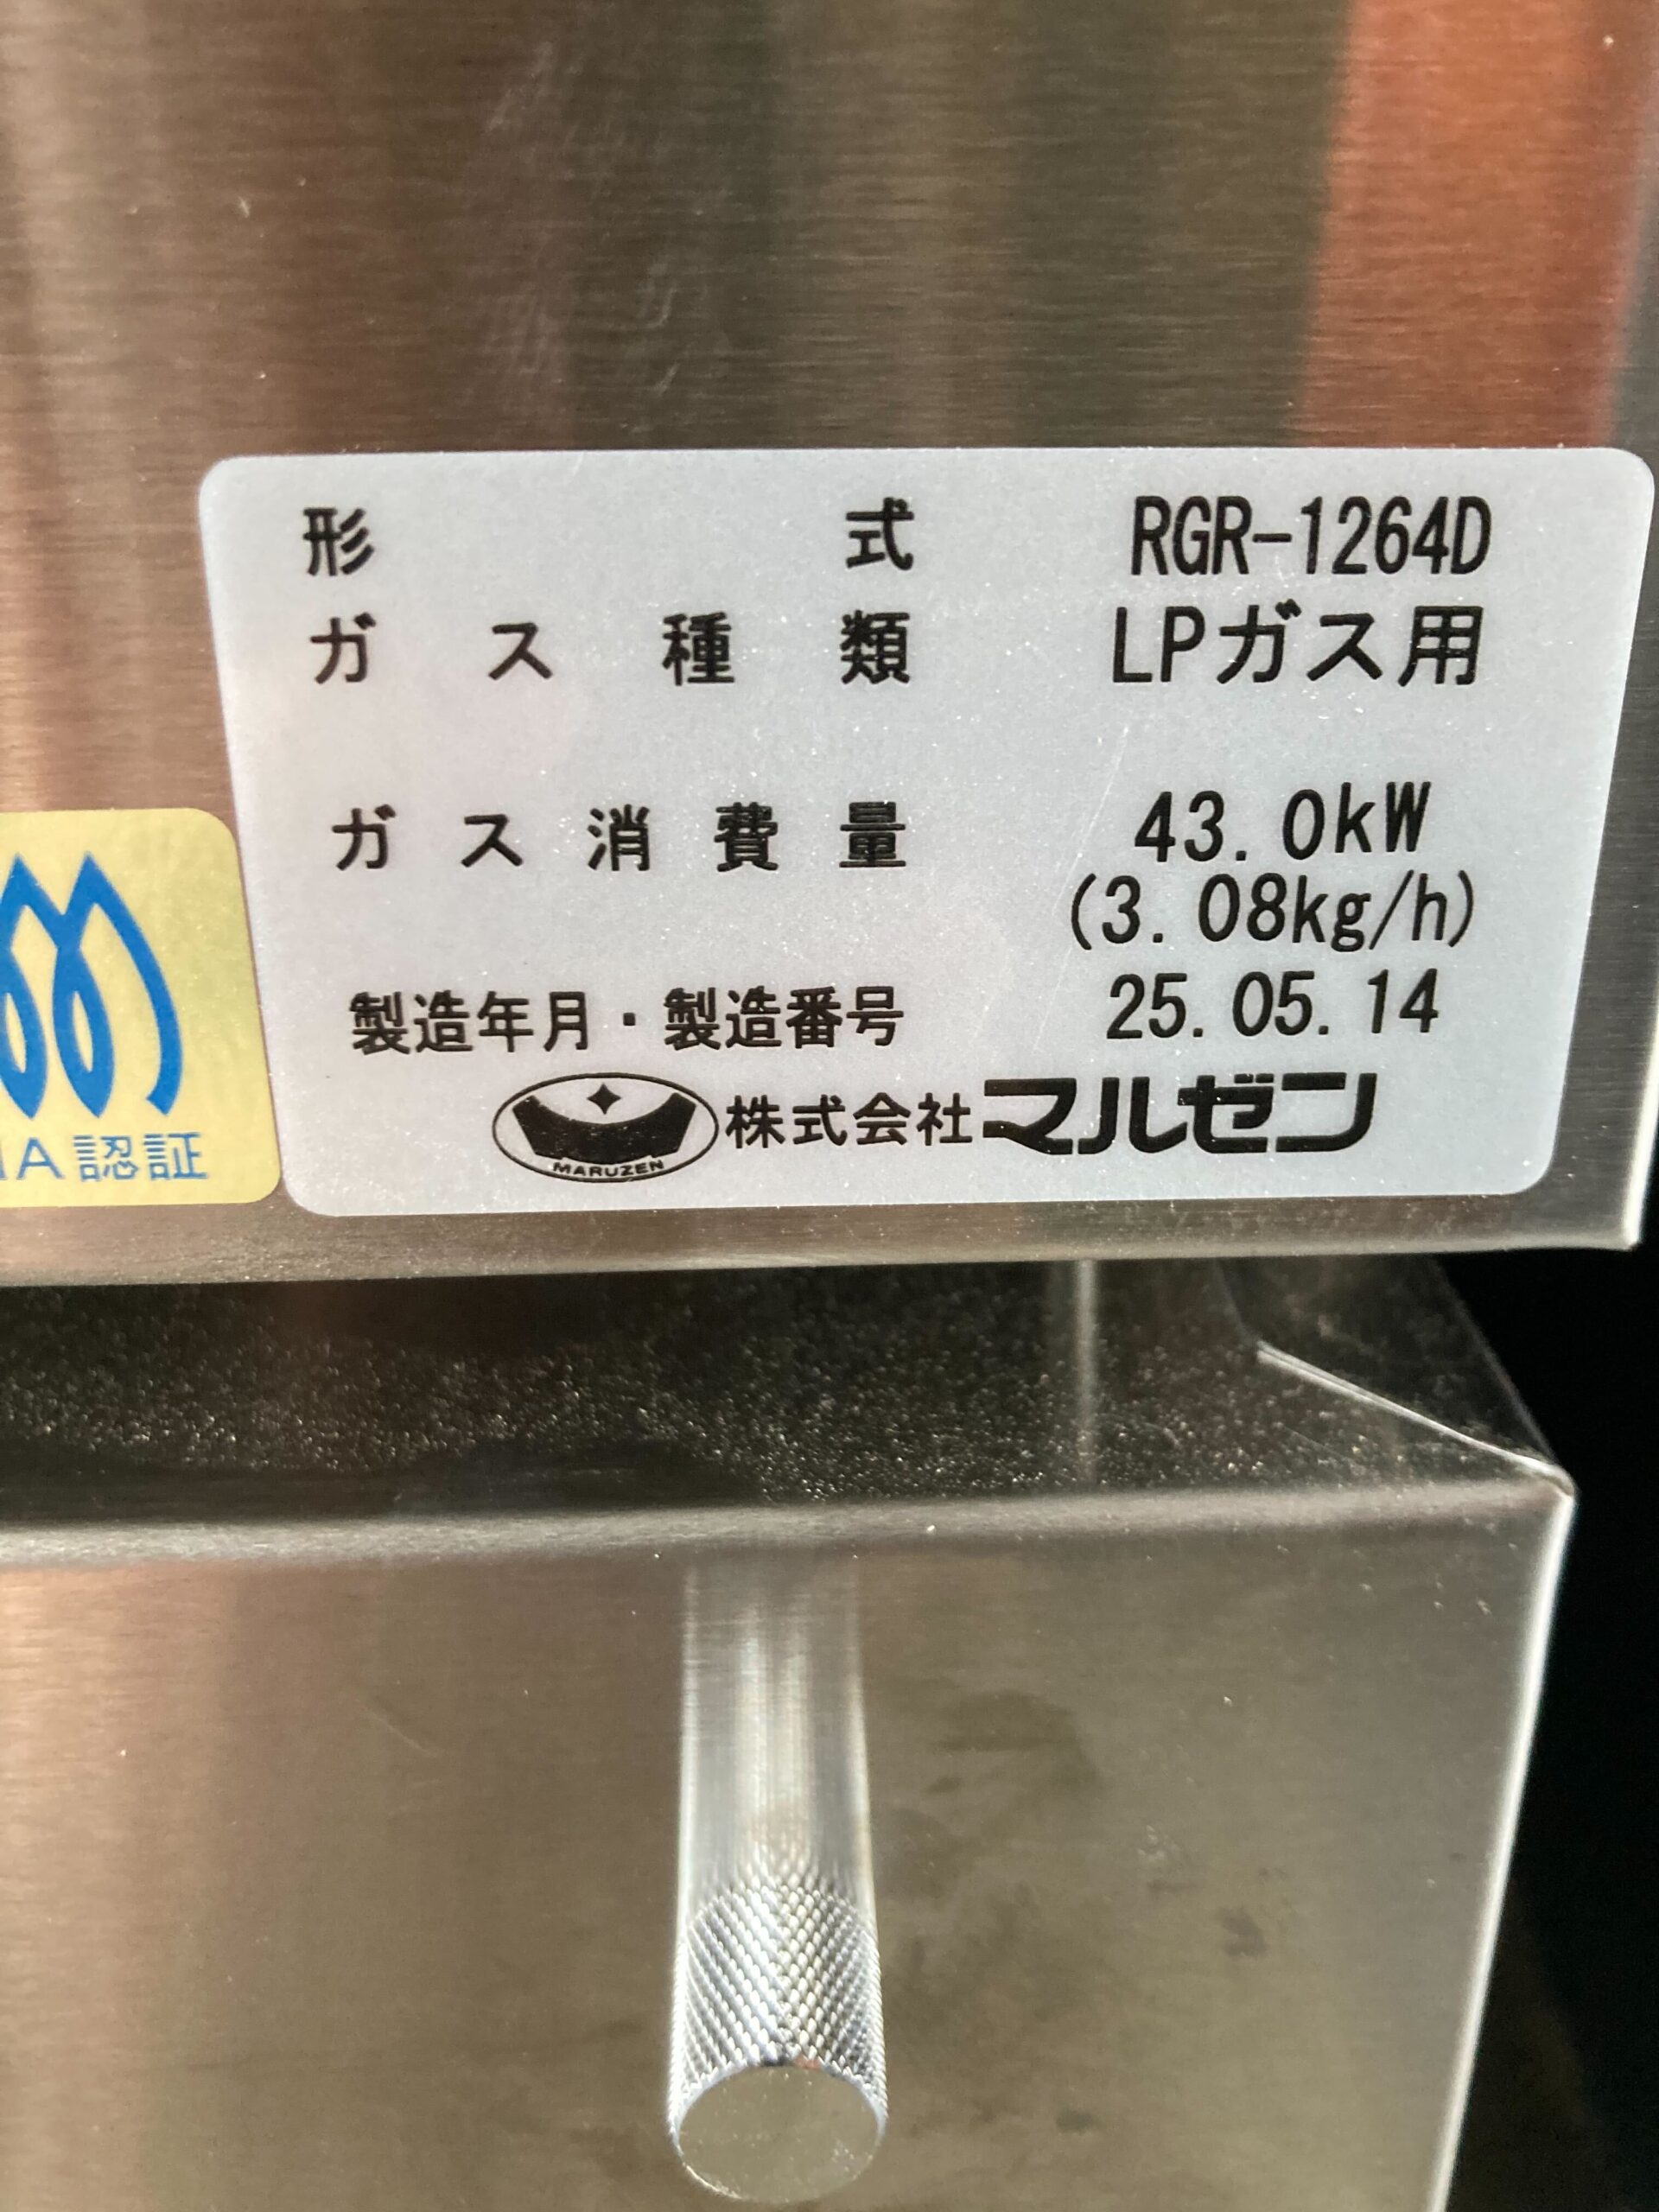 形式 RGR-1264D
ガス種類 LPガス用
ガス消費量 43.0kW
(3.08kg/h)
製造年月・製造番号 25.05.14
MARUZEN 株式会社マルゼン
IA認証